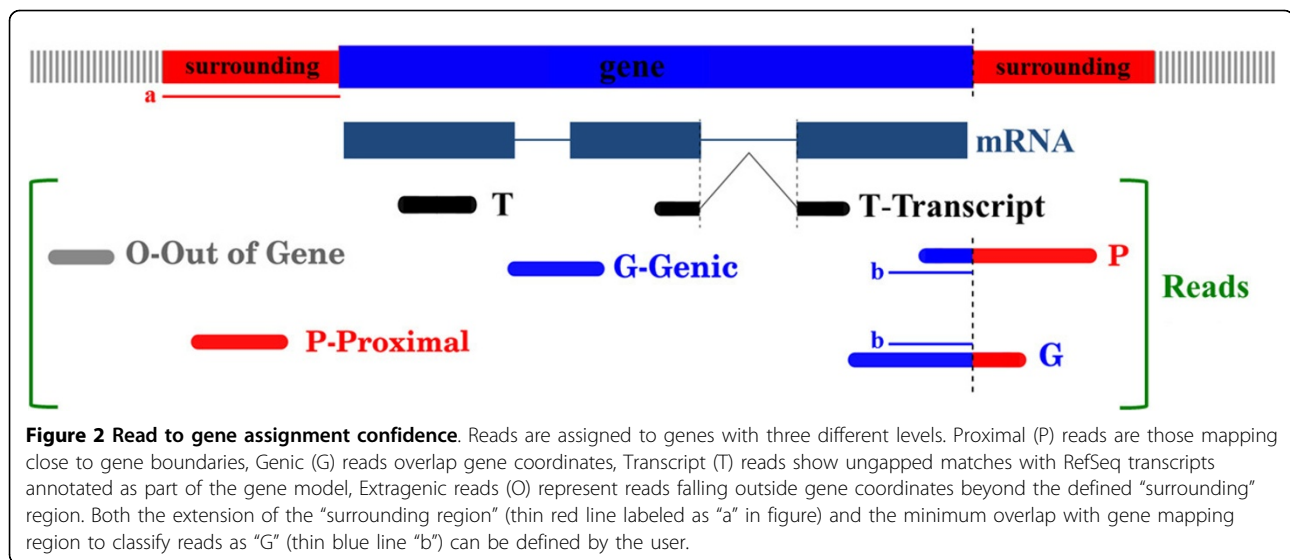 surrounding gene surrounding
a
mRNA
T T-Transcript
O-Out of Gene G-Genic b P
Reads
P-Proximal b G
Figure 2 Read to gene assignment confidence. Reads are assigned to genes with three different levels. Proximal (P) reads are those mapping
close to gene boundaries, Genic (G) reads overlap gene coordinates, Transcript (T) reads show ungapped matches with RefSeq transcripts
annotated as part of the gene model, Extragenic reads (O) represent reads falling outside gene coordinates beyond the defined “surrounding”
region. Both the extension of the “surrounding region” (thin red line labeled as “a” in figure) and the minimum overlap with gene mapping
region to classify reads as “G” (thin blue line “b”) can be defined by the user.